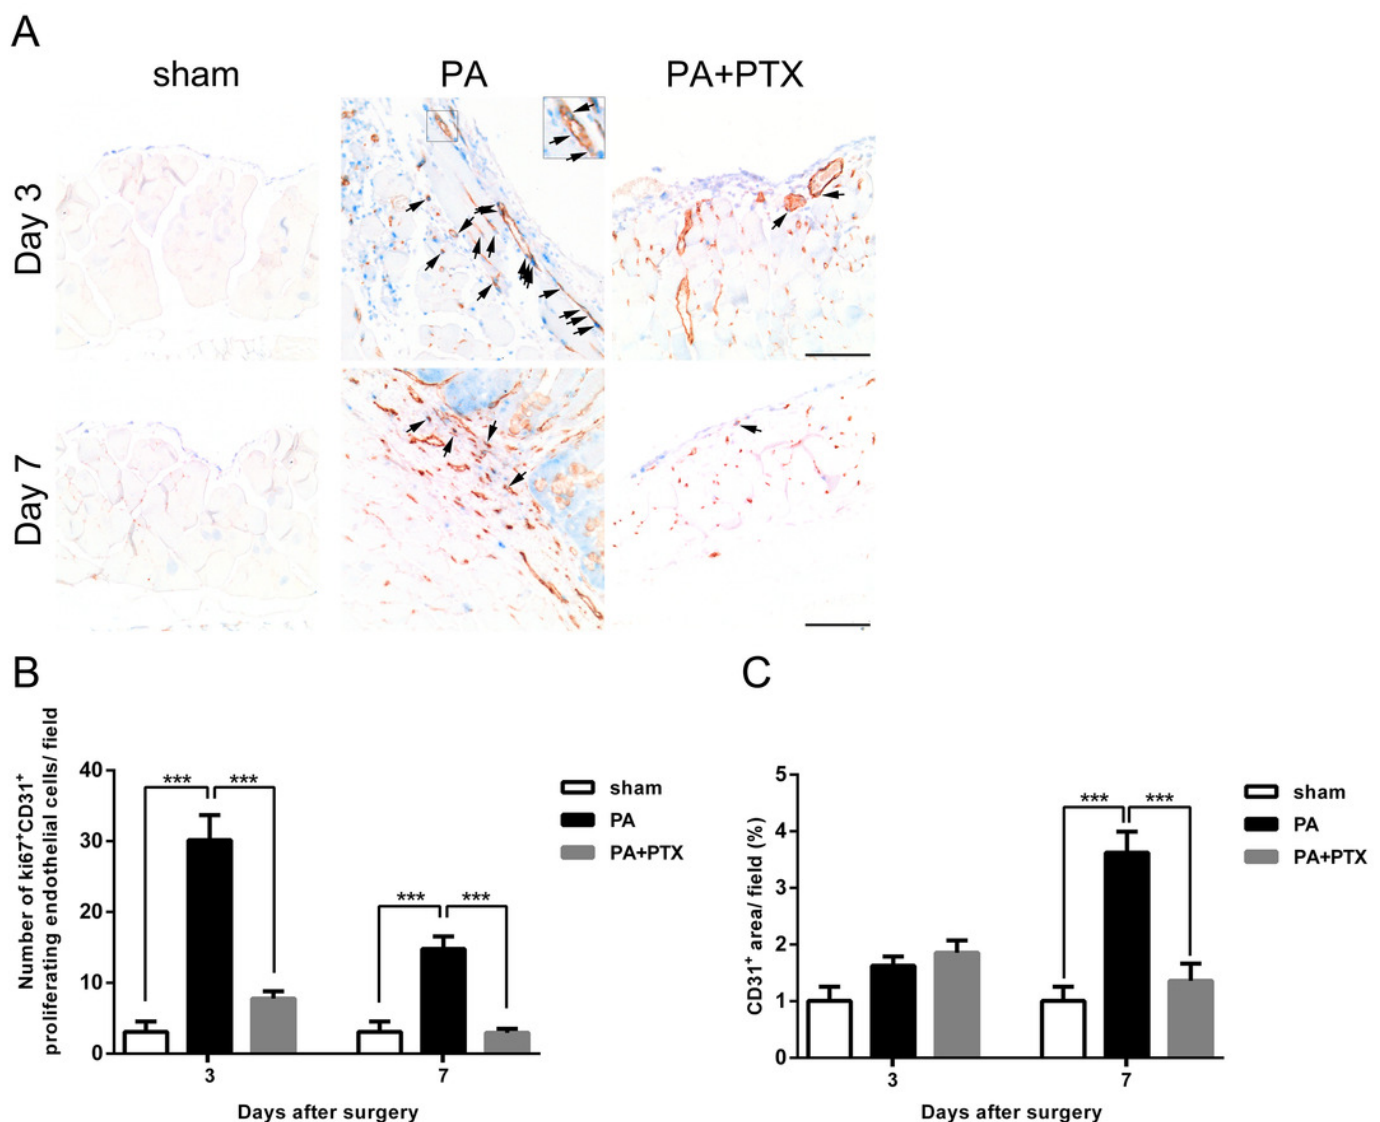 A
sham PA PA+PTX
Day 3
Day 7
B
Number of ki67⁺CD31⁺
proliferating endothelial cells/ field
40
30
20
10
0
*** ***
*** ***
3 7
Days after surgery
sham
PA
PA+PTX
C
CD31⁺ area/ field (%)
5
4
3
2
1
0
*** ***
3 7
Days after surgery
sham
PA
PA+PTX